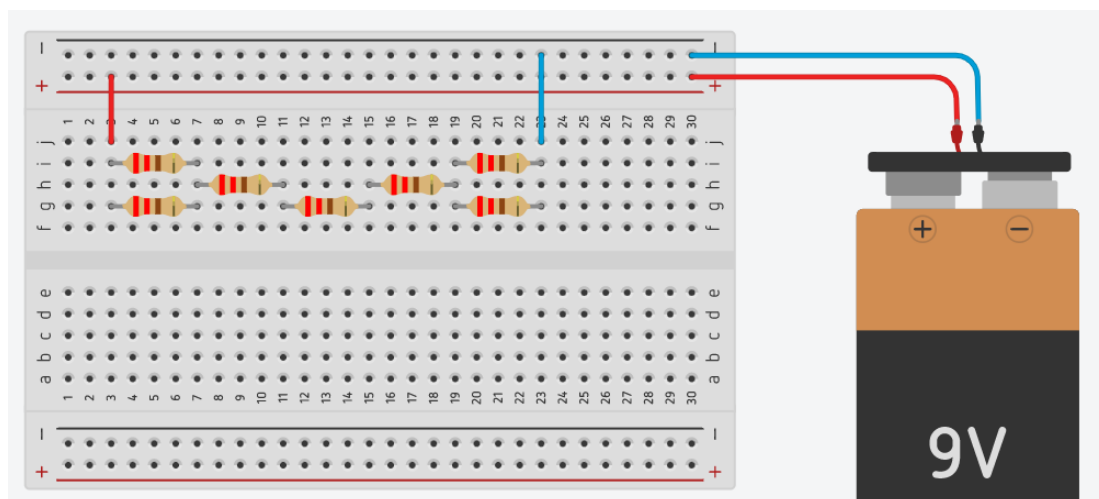 − −
+ +
1 2 3 4 5 6 7 8 9 10 11 12 13 14 15 16 17 18 19 20 21 22 23 24 25 26 27 28 29 30
j j
i i
h h
g g
f f
+ −
e e
d d
c c
b b
a a
1 2 3 4 5 6 7 8 9 10 11 12 13 14 15 16 17 18 19 20 21 22 23 24 25 26 27 28 29 30
9V
− −
+ +